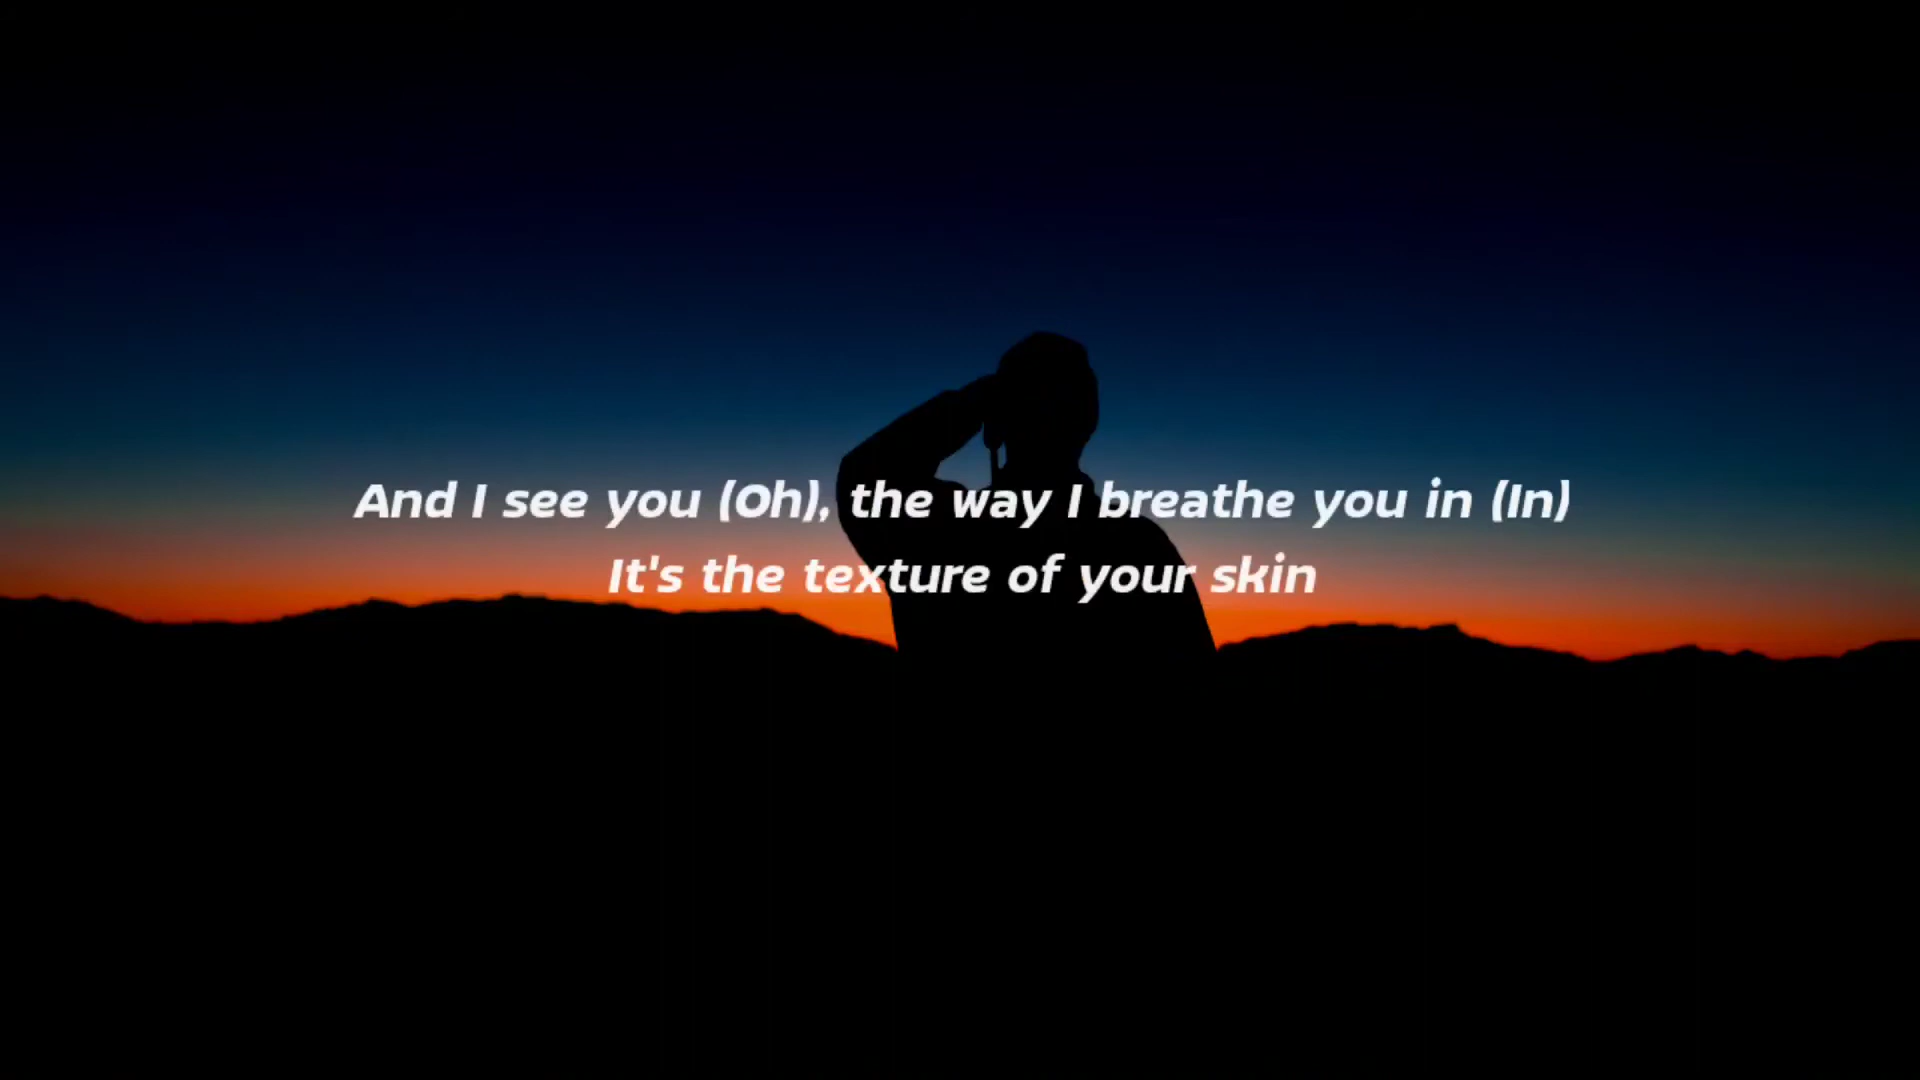 And I see you (Oh), the way I breathe you in (In)
It's the texture of your skin